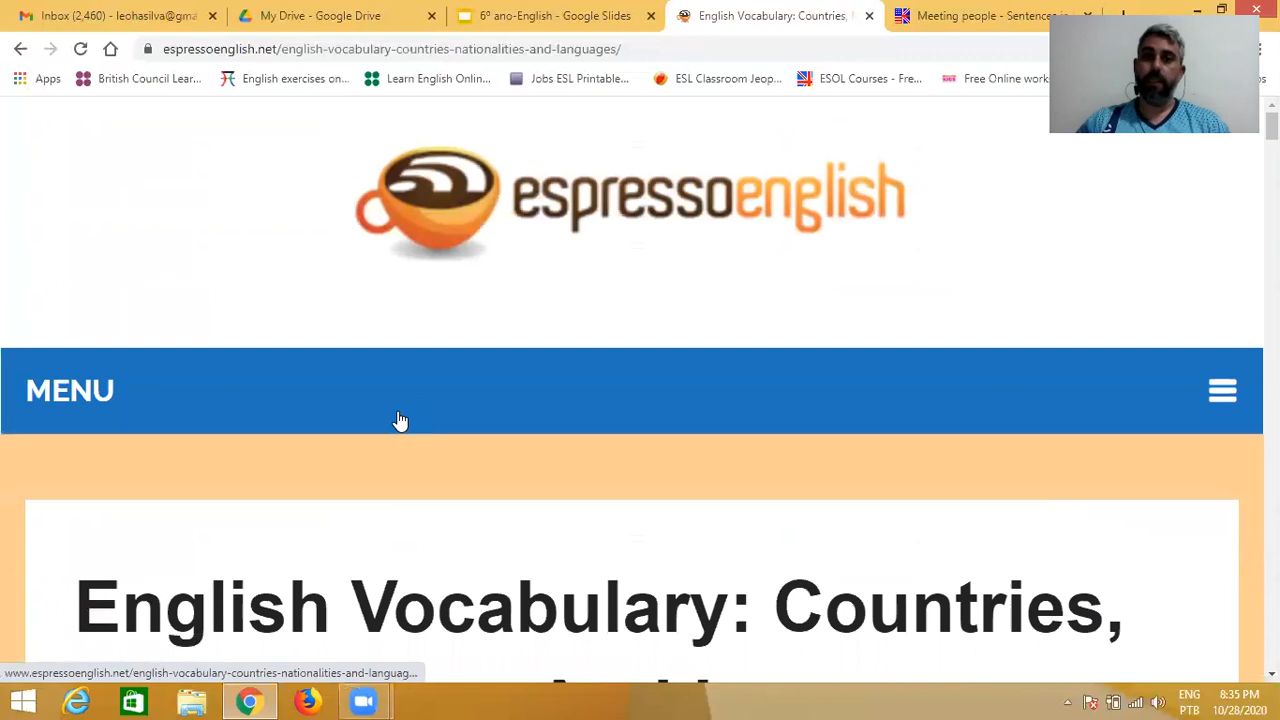 Inbox (2,460) - leohasilva@gma
My Drive - Google Drive
6º ano-English - Google Slides
English Vocabulary: Countries,
Meeting people - Sentences
espressoenglish.net/english-vocabulary-countries-nationalities-and-languages/
Apps
British Council Lear...
English exercises on...
Learn English Onlin...
Jobs ESL Printable...
ESL Classroom Jeop...
ESOL Courses - Fre...
Free Online work
espressoenglish
MENU
English Vocabulary: Countries,
www.espressoenglish.net/english-vocabulary-countries-nationalities-and-languag...
ENG
8:35 PM
PTB
10/28/2020